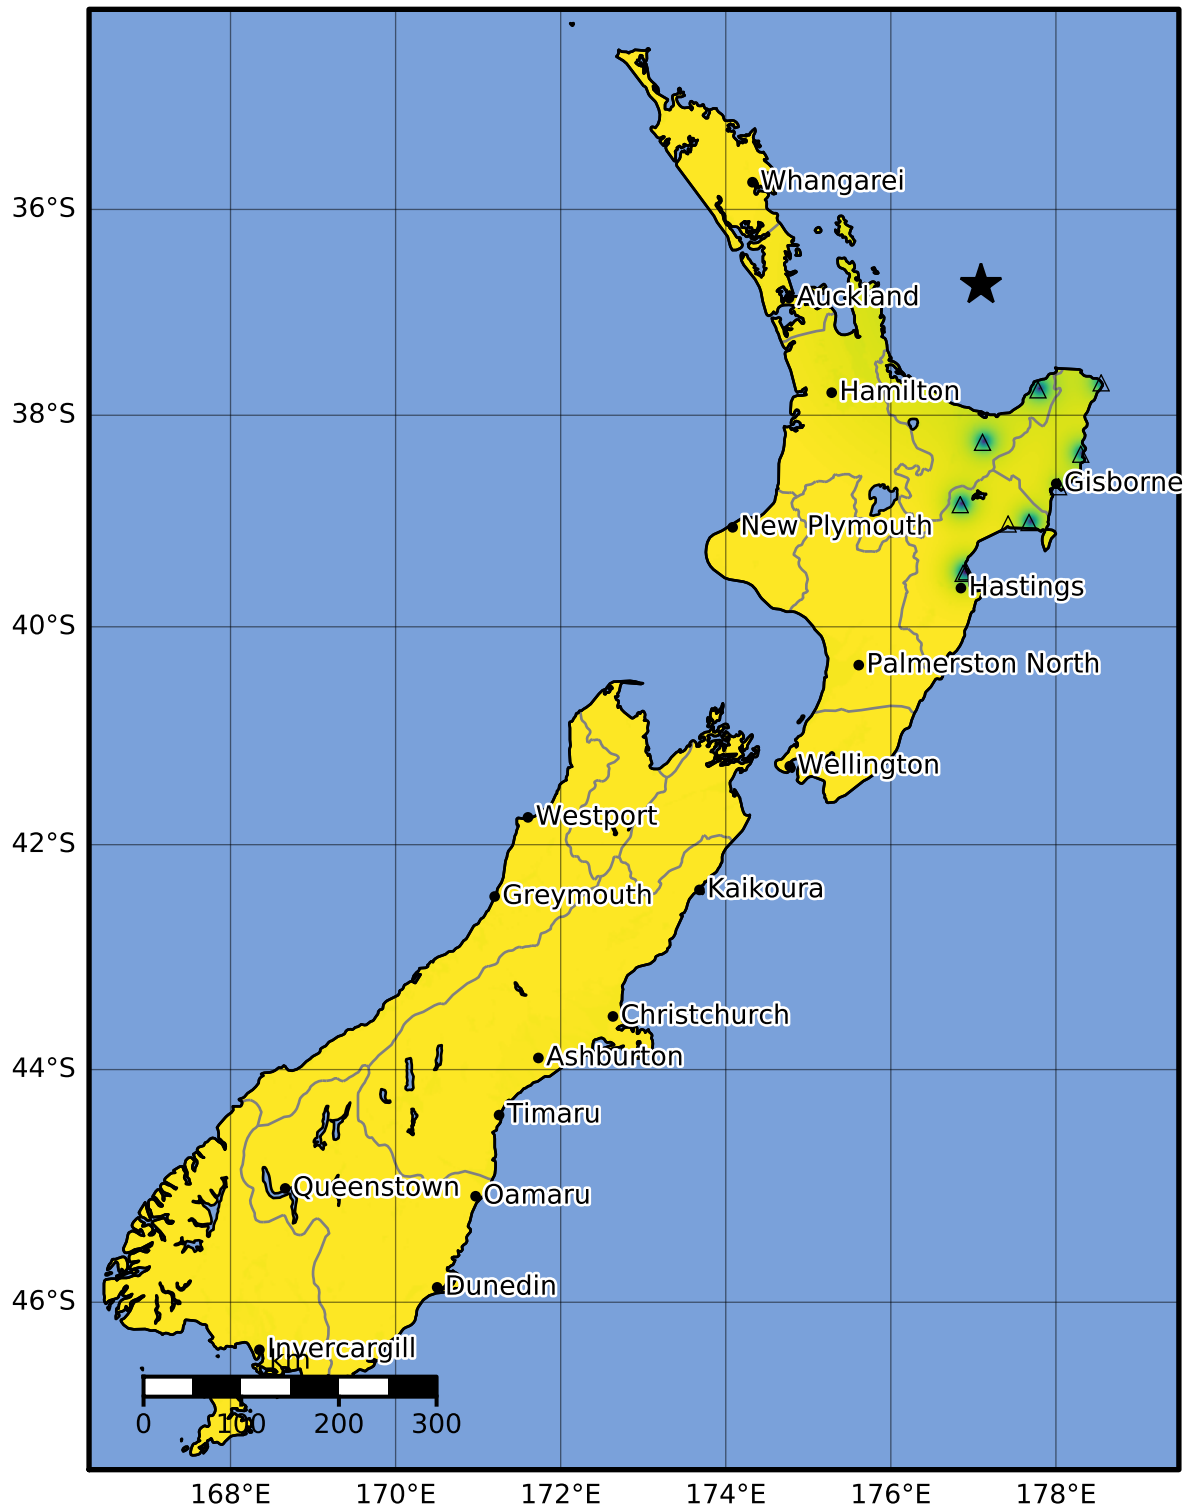 Whangarei
36°S
Auckland
38°S
Hamilton
Gisborne
New Plymouth
Hastings
40°S
Palmerston North
Wellington
Westport
42°S
Kaikoura
Greymouth
Christchurch
Ashburton
44°S
Timaru
Queenstown
Oamaru
Dunedin
46°S
Invercargill
km
0 100 200 300
168°E 170°E 172°E 174°E 176°E 178°E